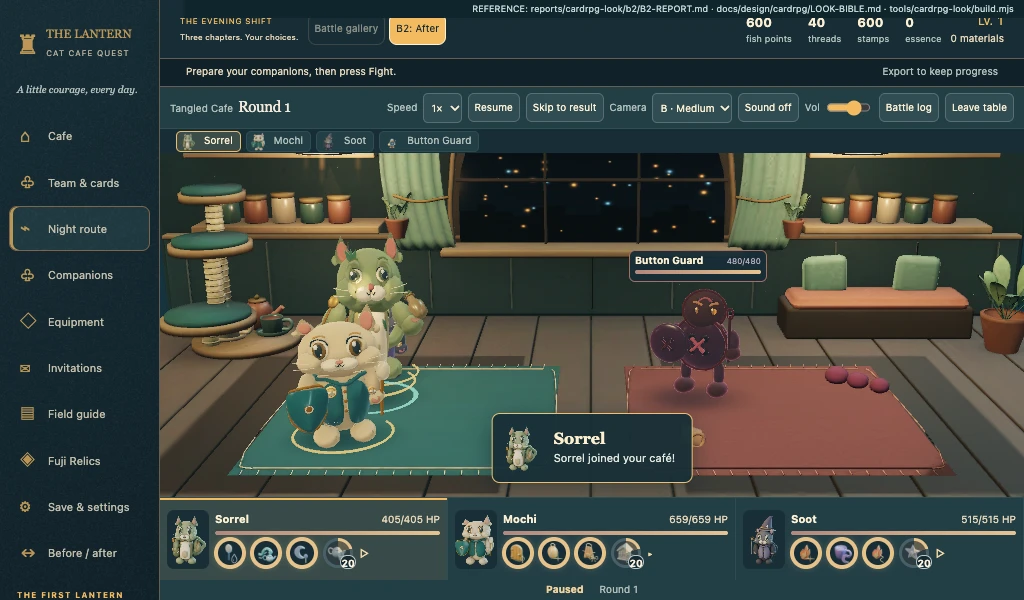 REFERENCE: reports/cardrpg-look/b2/B2-REPORT.md · docs/design/cardrpg/LOOK-BIBLE.md · tools/cardrpg-look/build.mjs
THE LANTERN
CAT CAFE QUEST
A little courage, every day.
Cafe
Team & cards
Night route
Companions
Equipment
Invitations
Field guide
Fuji Relics
Save & settings
Before / after
THE FIRST LANTERN
THE EVENING SHIFT
Three chapters. Your choices.
Battle gallery
B2: After
600 fish points
40 threads
600 stamps
0 essence
LV. 1
0 materials
Prepare your companions, then press Fight.
Export to keep progress
Tangled Cafe Round 1
Speed 1x Resume Skip to result Camera B · Medium Sound off Vol Battle log Leave table
Sorrel Mochi Soot Button Guard
Button Guard 480/480
Sorrel
Sorrel joined your café!
Sorrel 405/405 HP
20
Mochi 659/659 HP
20
Soot 515/515 HP
20
Paused Round 1